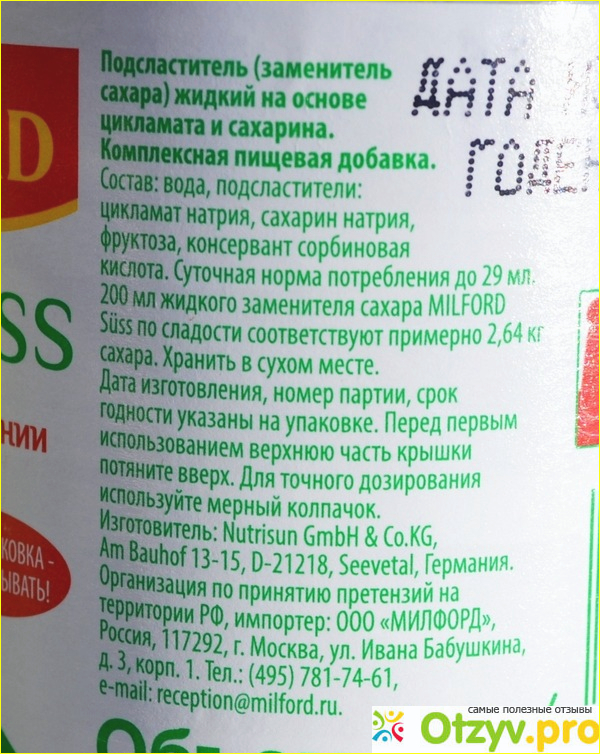 Подсластитель (заменитель
сахара) жидкий на основе
цикламата и сахарина.
Комплексная пищевая добавка.
Состав: вода, подсластители:
цикламат натрия, сахарин натрия,
фруктоза, консервант сорбиновая
кислота. Суточная норма потребления до 29 мл.
200 мл жидкого заменителя сахара MILFORD
Süss по сладости соответствуют примерно 2,64 кг
сахара. Хранить в сухом месте.
Дата изготовления, номер партии, срок
годности указаны на упаковке. Перед первым
использованием верхнюю часть крышки
потяните вверх. Для точного дозирования
используйте мерный колпачок.
Изготовитель: Nutrisun GmbH & Co.KG,
Am Bauhof 13-15, D-21218, Seevetal, Германия.
Организация по принятию претензий на
территории РФ, импортер: ООО «МИЛФОРД»,
Россия, 117292, г. Москва, ул. Ивана Бабушкина,
д. 3, корп. 1. Тел.: (495) 781-74-61,
e-mail: reception@milford.ru.
ДАТА
ГОДЕ
D
SS
НИИ
КОВКА -
ЫВАТЬ!
самые полезные отзывы
Otzyv.pro